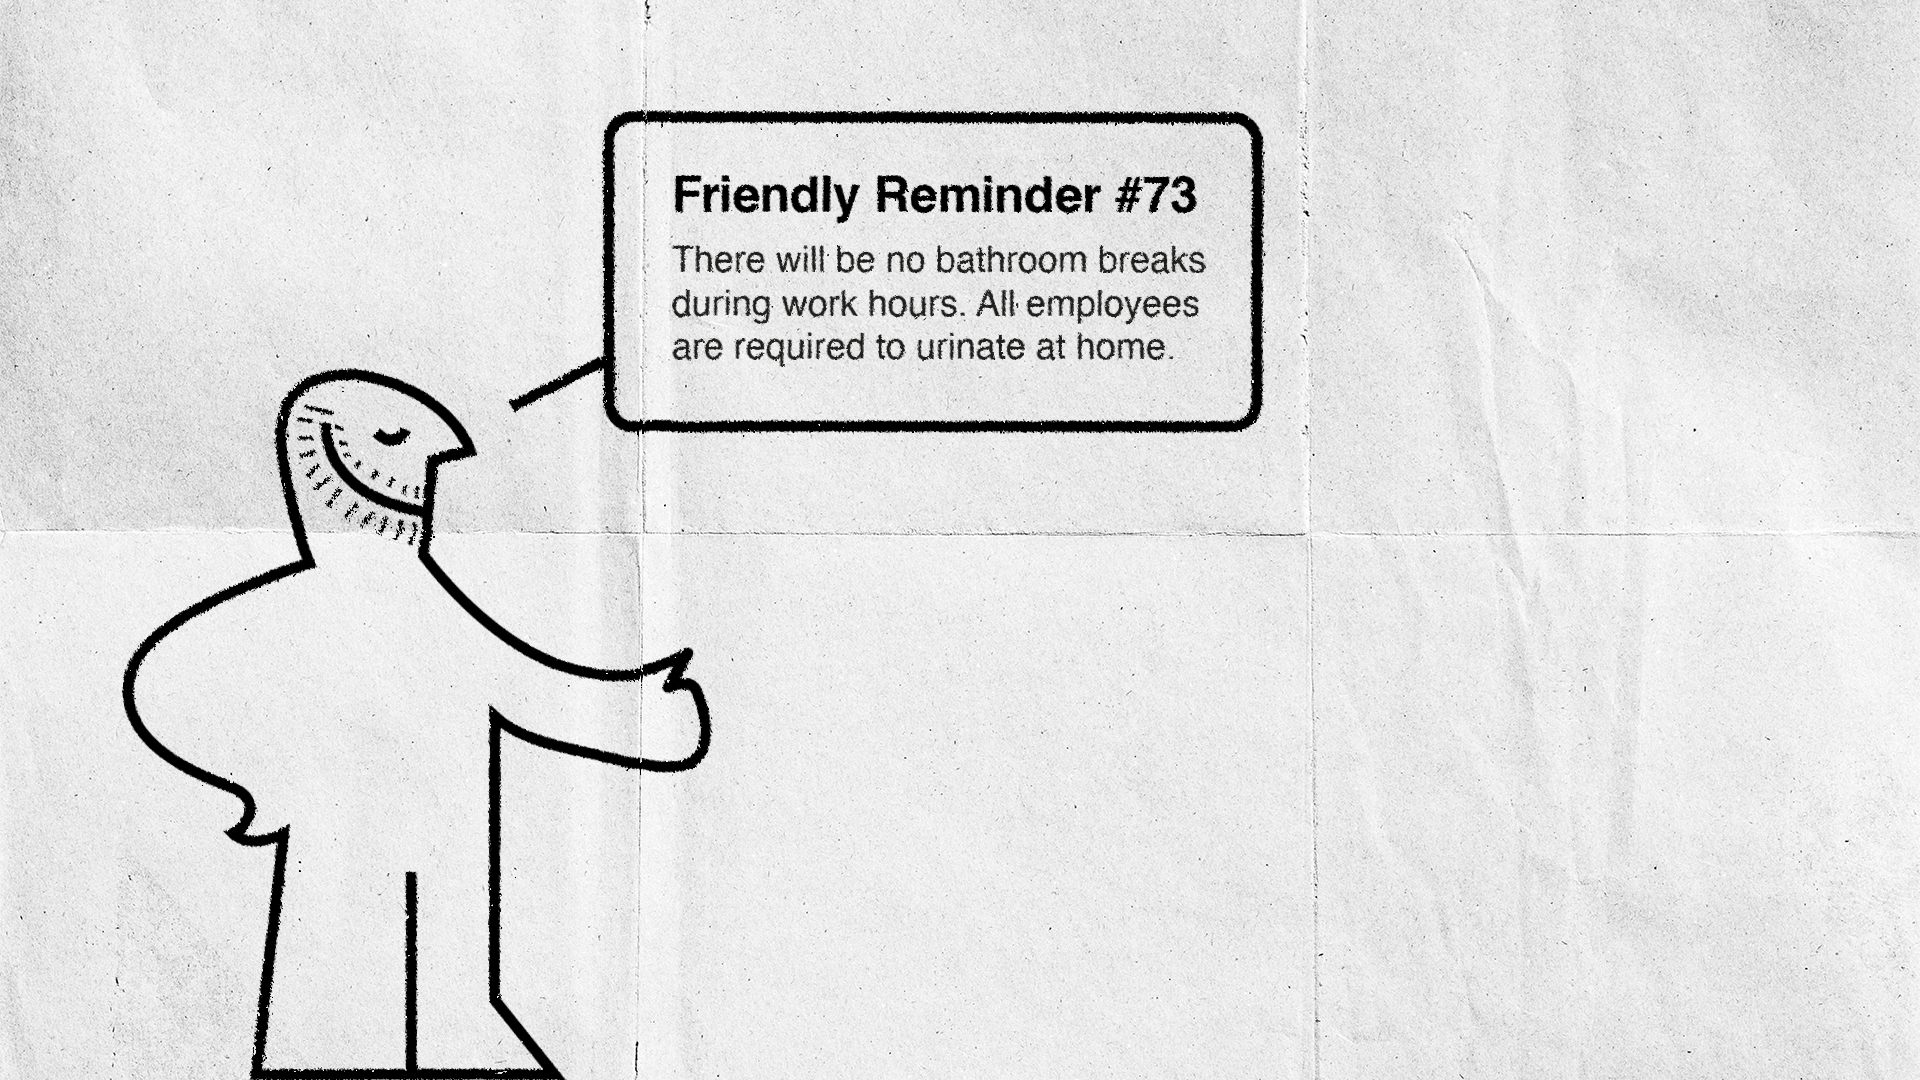 Friendly Reminder #73
There will be no bathroom breaks
during work hours. All employees
are required to urinate at home.